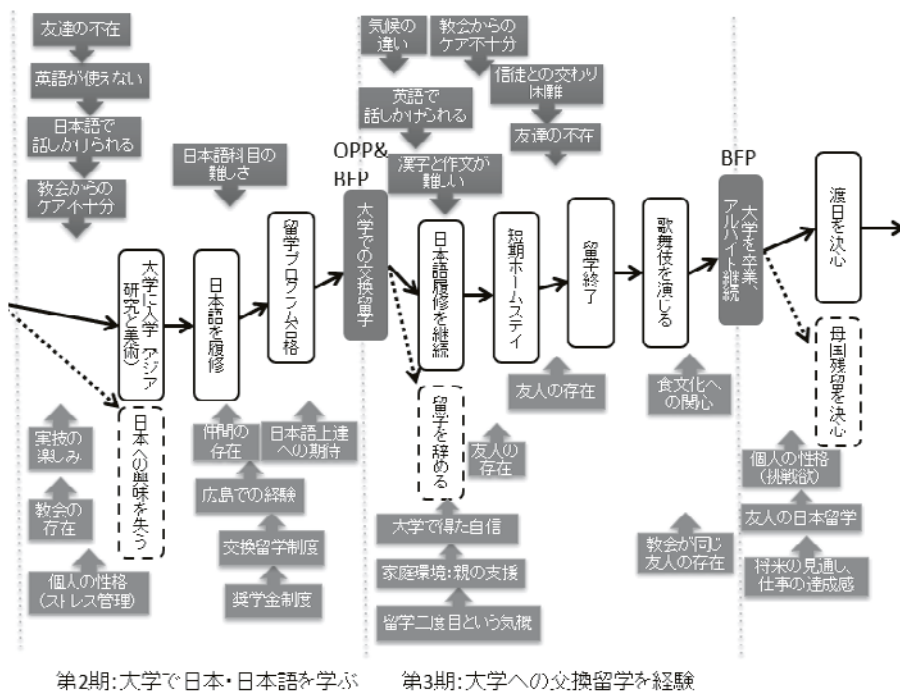 友達の不在
英語が使えない
日本語で
話しかけられる
教会からの
ケア不十分
日本語科目の
難しさ
気候の
違い
教会からの
ケア不十分
英語で
話しかけられる
信徒との交わり
困難
友達の不在
漢字と作文が
難しい
OPP&
BFP
BFP
大学に入学(アジア
研究と美術)
日本語を履修
留学プログラム合格
大学での交換留学
日本語履修を継続
短期ホームステイ
留学終了
歌舞伎を演じる
大学を卒業、
アルバイト継続
渡日を決心
日本への興味を失う
留学を辞める
母国残留を決心
実技の
楽しみ
教会の
存在
個人の性格
(ストレス管理)
仲間の
存在
日本語上達
への期待
広島での経験
交換留学制度
奨学金制度
友人の
存在
大学で得た自信
家庭環境:親の支援
留学二度目という気概
友人の存在
食文化への
の関心
教会が同じ
友人の存在
個人の性格
(挑戦欲)
友人の日本留学
将来の見通し、
仕事の達成感
第2期:大学で日本・日本語を学ぶ
第3期:大学への交換留学を経験